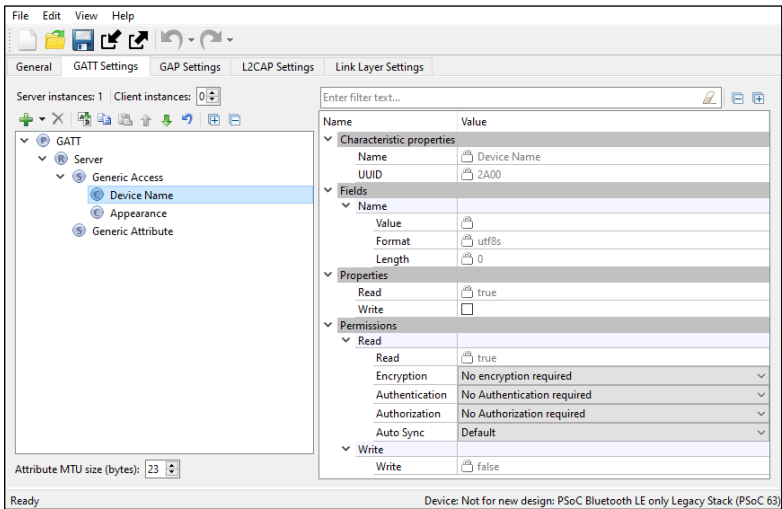 File Edit View Help
General GATT Settings GAP Settings L2CAP Settings Link Layer Settings
Server instances: 1 Client instances: 0
GATT
Server
Generic Access
Device Name
Appearance
Generic Attribute
Attribute MTU size (bytes): 23
Enter filter text...
Name Value
Characteristic properties
Name Device Name
UUID 2A00
Fields
Name
Value
Format utf8s
Length 0
Properties
Read true
Write
Permissions
Read
Read true
Encryption No encryption required
Authentication No Authentication required
Authorization No Authorization required
Auto Sync Default
Write
Write false
Ready Device: Not for new design: PSoC Bluetooth LE only Legacy Stack (PSoC 63)